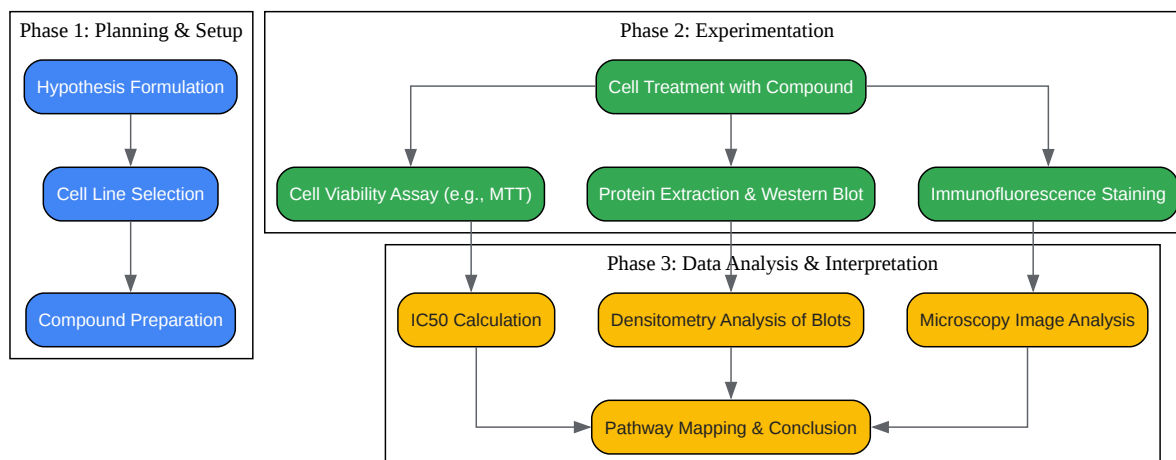 Phase 1: Planning & Setup
Hypothesis Formulation
Cell Line Selection
Compound Preparation
Phase 2: Experimentation
Cell Treatment with Compound
Cell Viability Assay (e.g., MTT)
Protein Extraction & Western Blot
Immunofluorescence Staining
Phase 3: Data Analysis & Interpretation
IC50 Calculation
Densitometry Analysis of Blots
Microscopy Image Analysis
Pathway Mapping & Conclusion